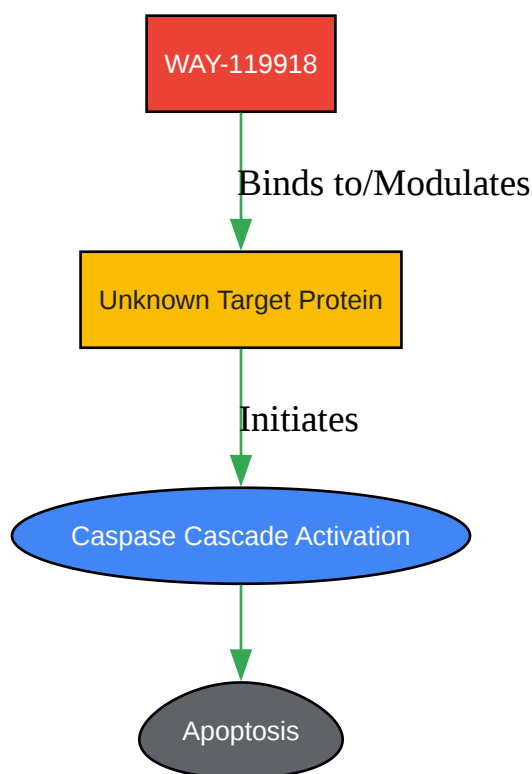 WAY-119918
Binds to/Modulates
Unknown Target Protein
Initiates
Caspase Cascade Activation
Apoptosis